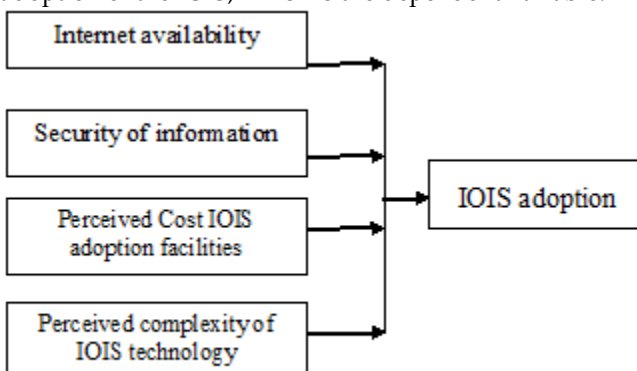 Internet availability
Security of information
Perceived Cost IOIS
adoption facilities
Perceived complexity of
IOIS technology
IOIS adoption